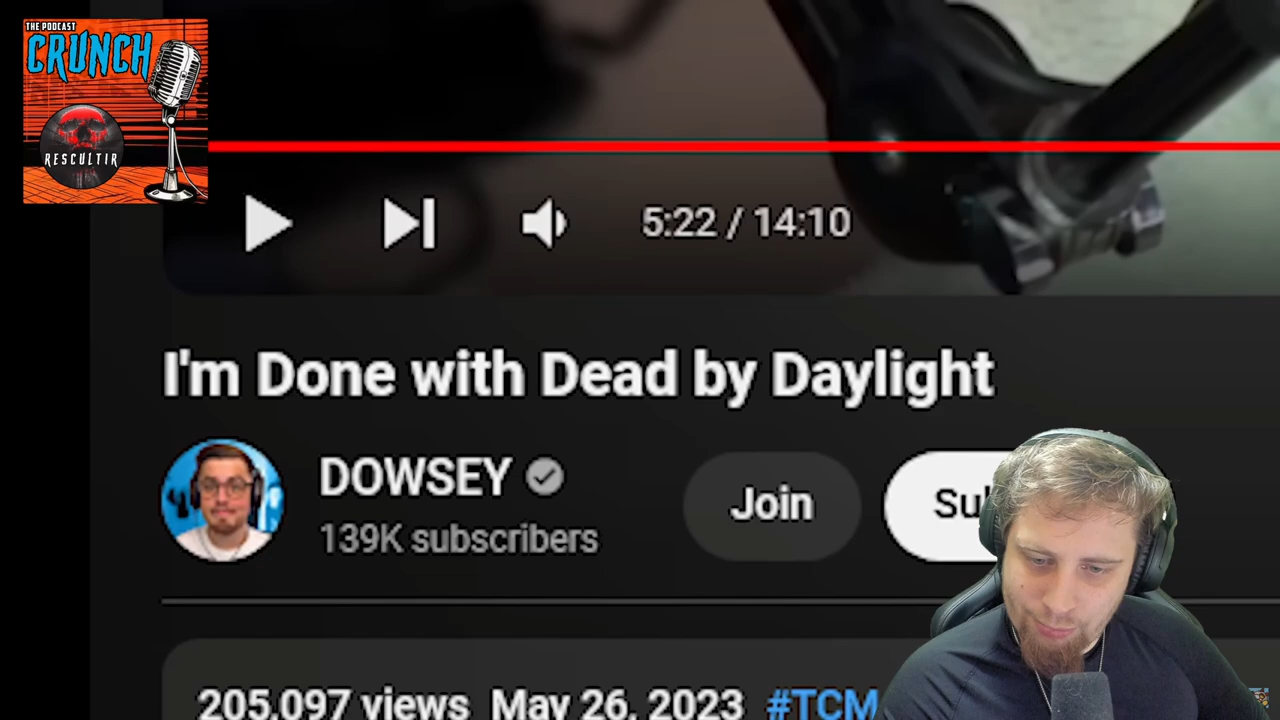 THE PODCAST
CRUNCH
RESCULTIR
5:22 / 14:10
I'm Done with Dead by Daylight
DOWSEY
139K subscribers
Join
Su
205,097 views May 26, 2023 #TCM